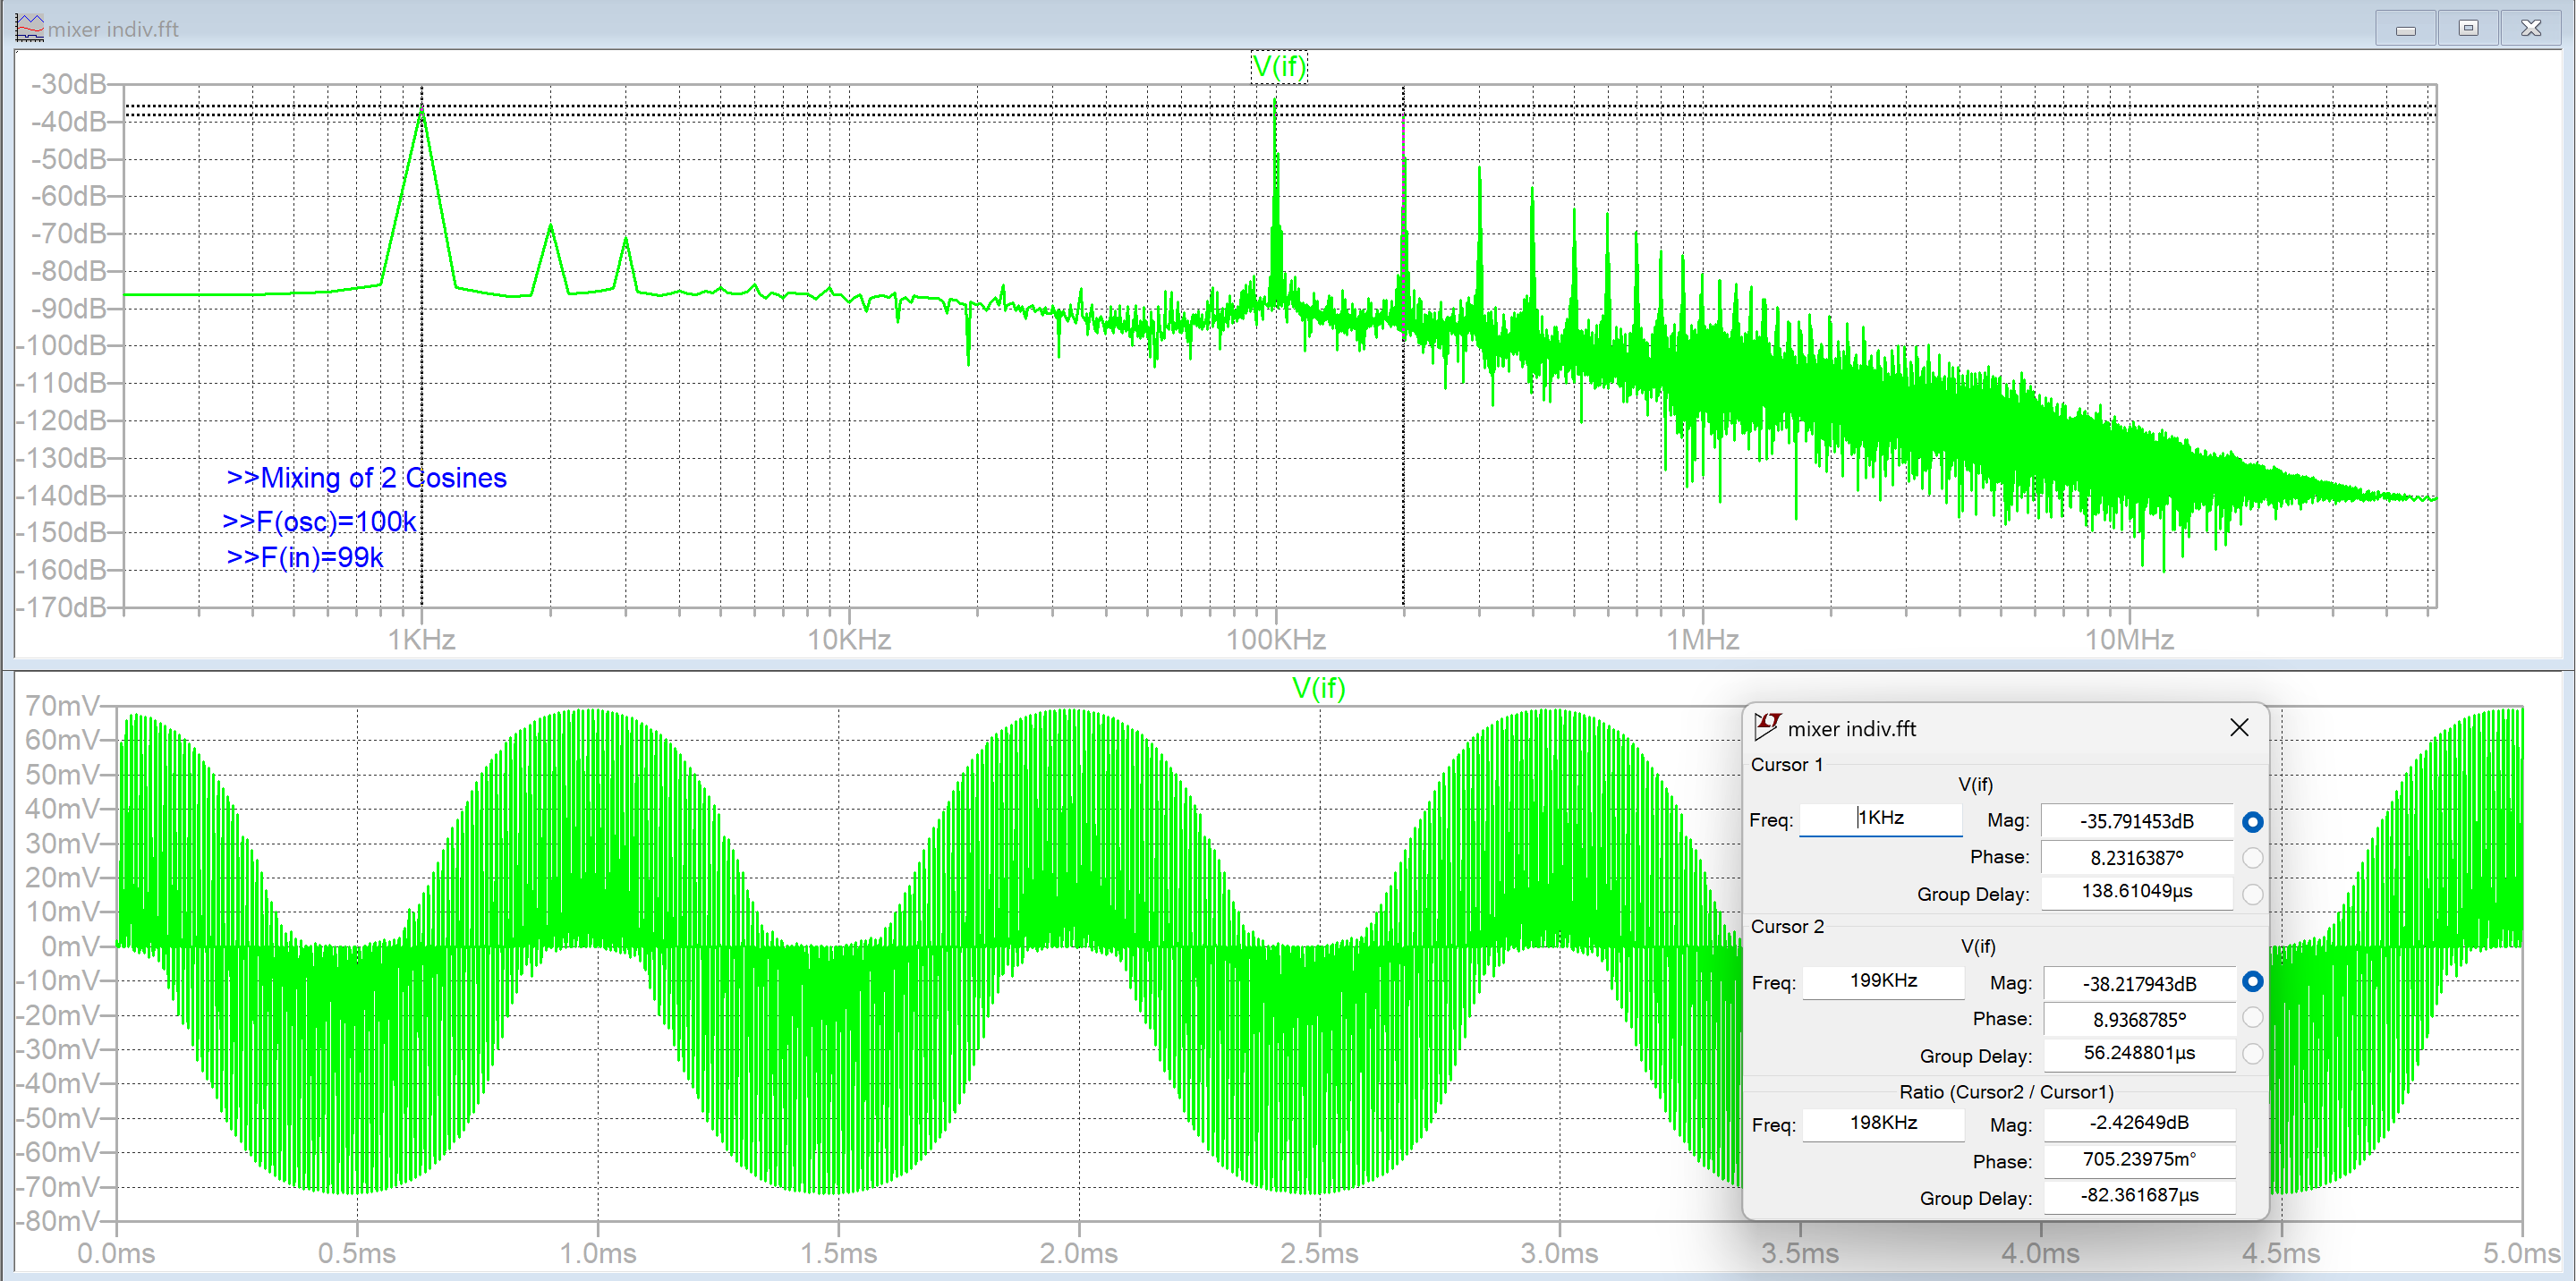 mixer indiv.fft
V(if)
-30dB
-40dB
-50dB
-60dB
-70dB
-80dB
-90dB
-100dB
-110dB
-120dB
-130dB
-140dB
-150dB
-160dB
-170dB
>>Mixing of 2 Cosines
>>F(osc)=100k
>>F(in)=99k
1KHz 10KHz 100KHz 1MHz 10MHz
V(if)
70mV
60mV
50mV
40mV
30mV
20mV
10mV
0mV
-10mV
-20mV
-30mV
-40mV
-50mV
-60mV
-70mV
-80mV
0.0ms 0.5ms 1.0ms 1.5ms 2.0ms 2.5ms 3.0ms 3.5ms 4.0ms 4.5ms 5.0ms
mixer indiv.fft
Cursor 1
V(if)
Freq: 1KHz Mag: -35.791453dB
Phase: 8.2316387°
Group Delay: 138.61049µs
Cursor 2
V(if)
Freq: 199KHz Mag: -38.217943dB
Phase: 8.9368785°
Group Delay: 56.248801µs
Ratio (Cursor2 / Cursor1)
Freq: 198KHz Mag: -2.42649dB
Phase: 705.23975m°
Group Delay: -82.361687µs